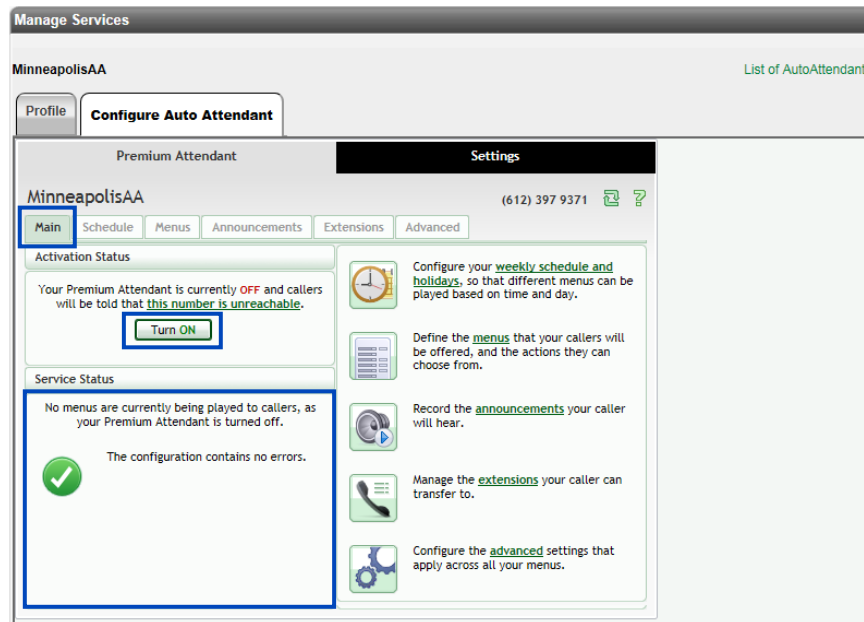 Manage Services
MinneapolisAA
List of AutoAttendant
Profile
Configure Auto Attendant
Premium Attendant
Settings
MinneapolisAA
(612) 397 9371
Main
Schedule
Menus
Announcements
Extensions
Advanced
Activation Status
Your Premium Attendant is currently OFF and callers
will be told that this number is unreachable.
Turn ON
Service Status
No menus are currently being played to callers, as
your Premium Attendant is turned off.
The configuration contains no errors.
Configure your weekly schedule and
holidays, so that different menus can be
played based on time and day.
Define the menus that your callers will
be offered, and the actions they can
choose from.
Record the announcements your caller
will hear.
Manage the extensions your caller can
transfer to.
Configure the advanced settings that
apply across all your menus.